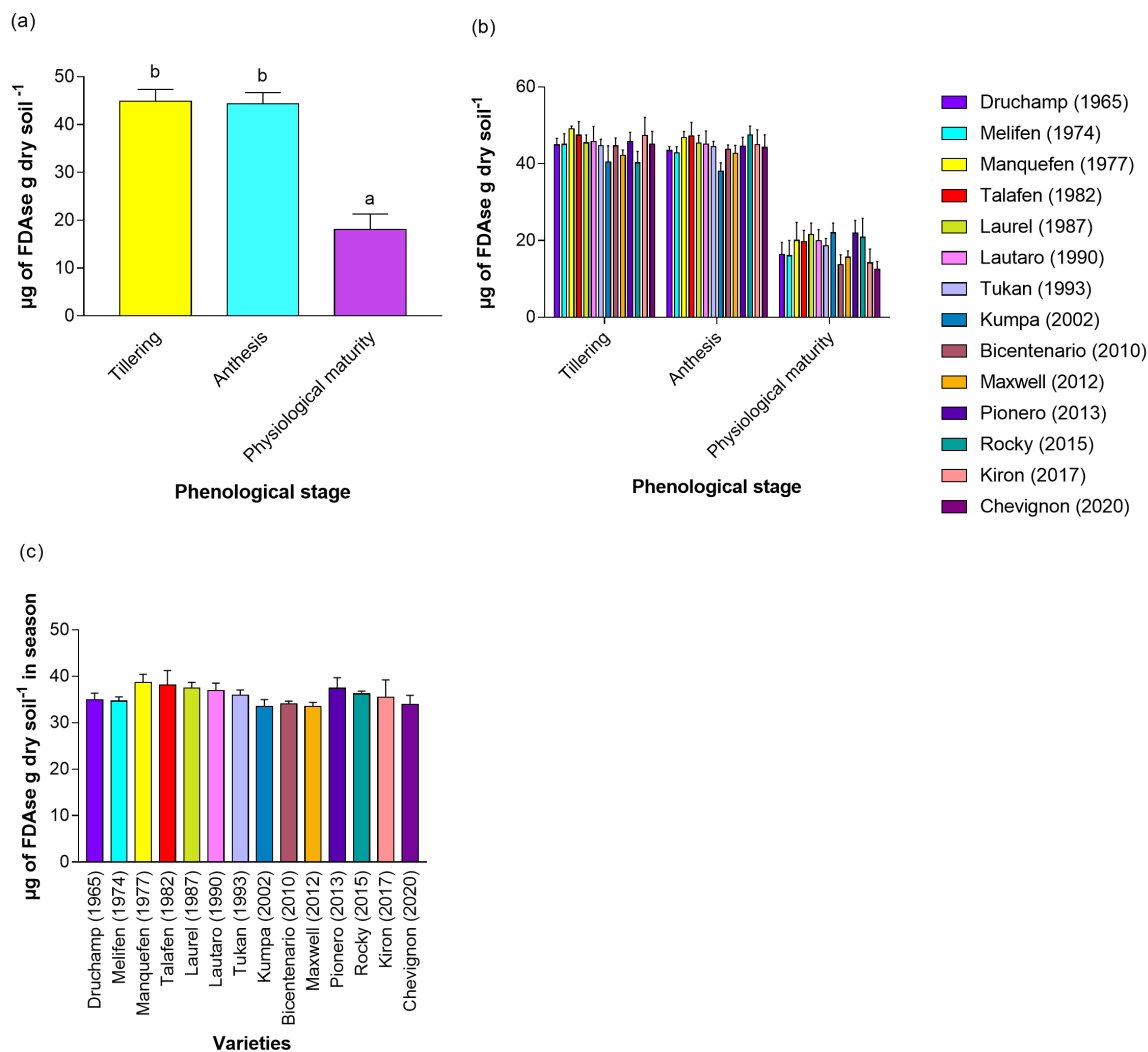 (a)
µg of FDAse g dry soil -1
50
40
30
20
10
0
b
b
a
Tillering
Anthesis
Physiological maturity
Phenological stage
(b)
µg of FDAse g dry soil-1
60
40
20
0
Tillering
Anthesis
Physiological maturity
Phenological stage
Druchamp (1965)
Melifen (1974)
Manquefen (1977)
Talafen (1982)
Laurel (1987)
Lautaro (1990)
Tukan (1993)
Kumpa (2002)
Bicentenario (2010)
Maxwell (2012)
Pionero (2013)
Rocky (2015)
Kiron (2017)
Chevignon (2020)
(c)
µg of FDAse g dry soil-1 in season
50
40
30
20
10
0
Druchamp (1965)
Melifen (1974)
Manquefen (1977)
Talafen (1982)
Laurel (1987)
Lautaro (1990)
Tukan (1993)
Kumpa (2002)
Bicentenario (2010)
Maxwell (2012)
Pionero (2013)
Rocky (2015)
Kiron (2017)
Chevignon (2020)
Varieties